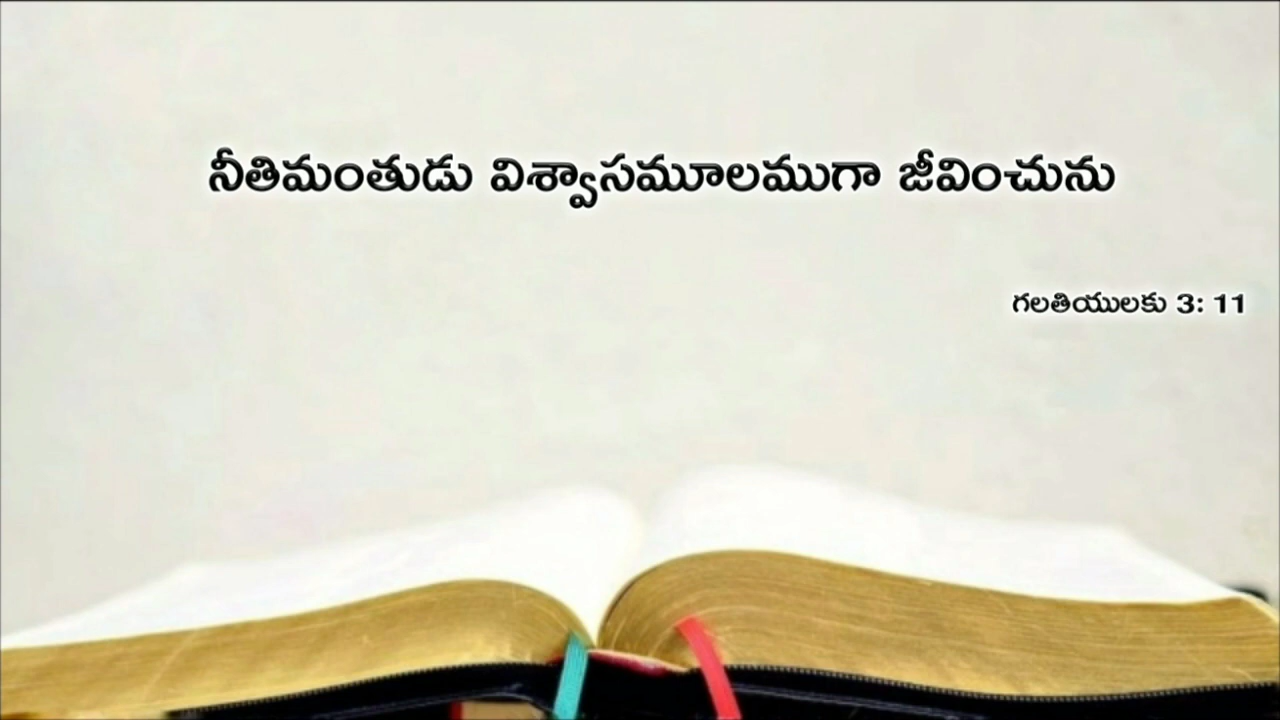 నీతిమంతుడు విశ్వాసమూలముగా జీవించును
గలతియులకు 3: 11